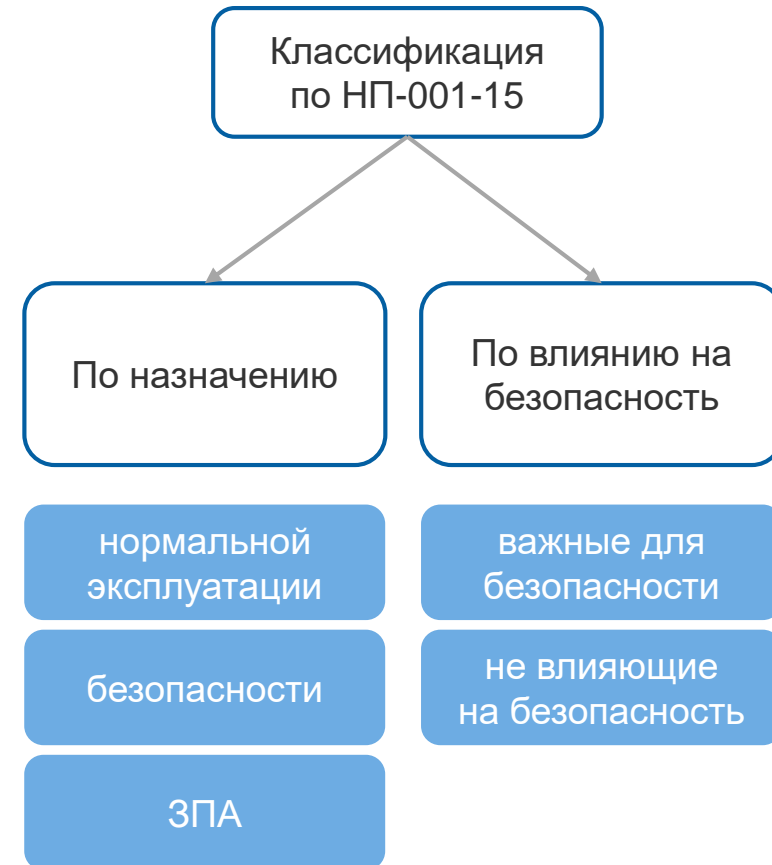 Классификация
по НП-001-15
По назначению
По влиянию на
безопасность
нормальной
эксплуатации
важные для
безопасности
безопасности
не влияющие
на безопасность
ЗПА